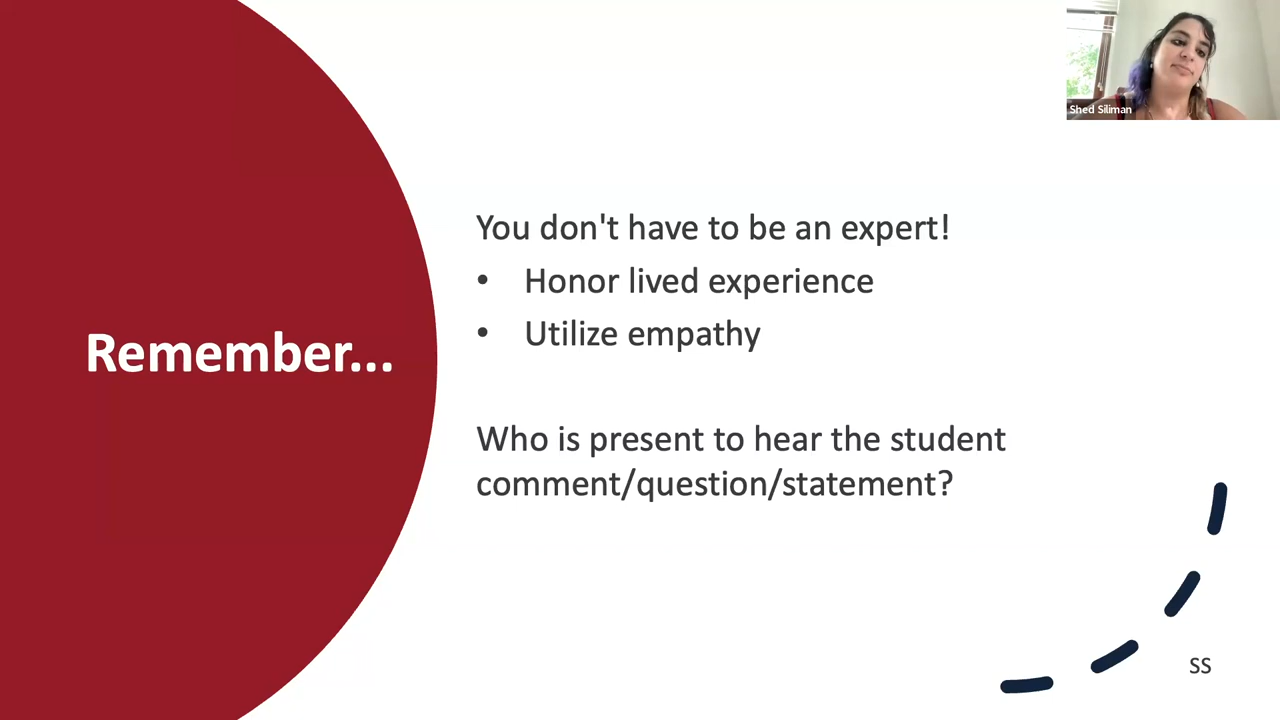 Shed Siliman
You don't have to be an expert!
• Honor lived experience
• Utilize empathy
Remember...
Who is present to hear the student
comment/question/statement?
SS